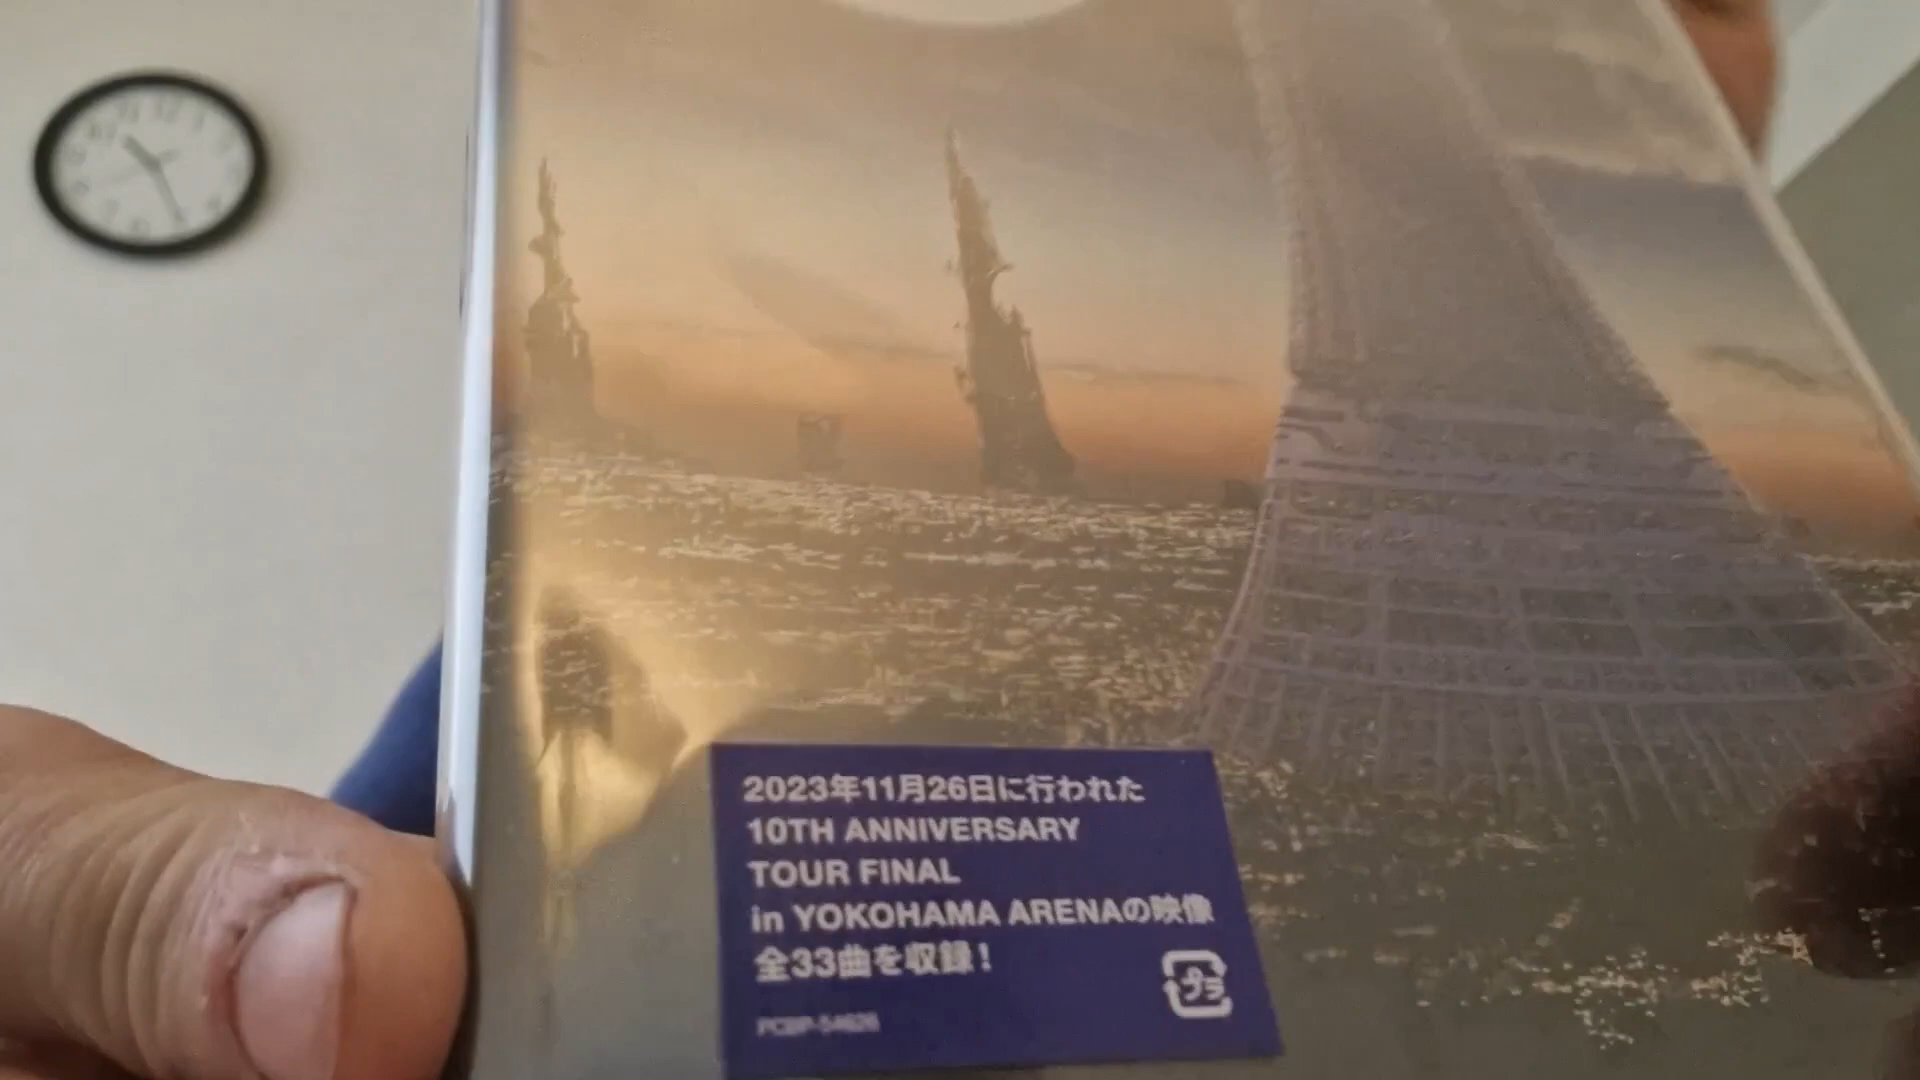 2023年11月26日に行われた
10TH ANNIVERSARY
TOUR FINAL
in YOKOHAMA ARENAの映像
全33曲を収録！
プラ